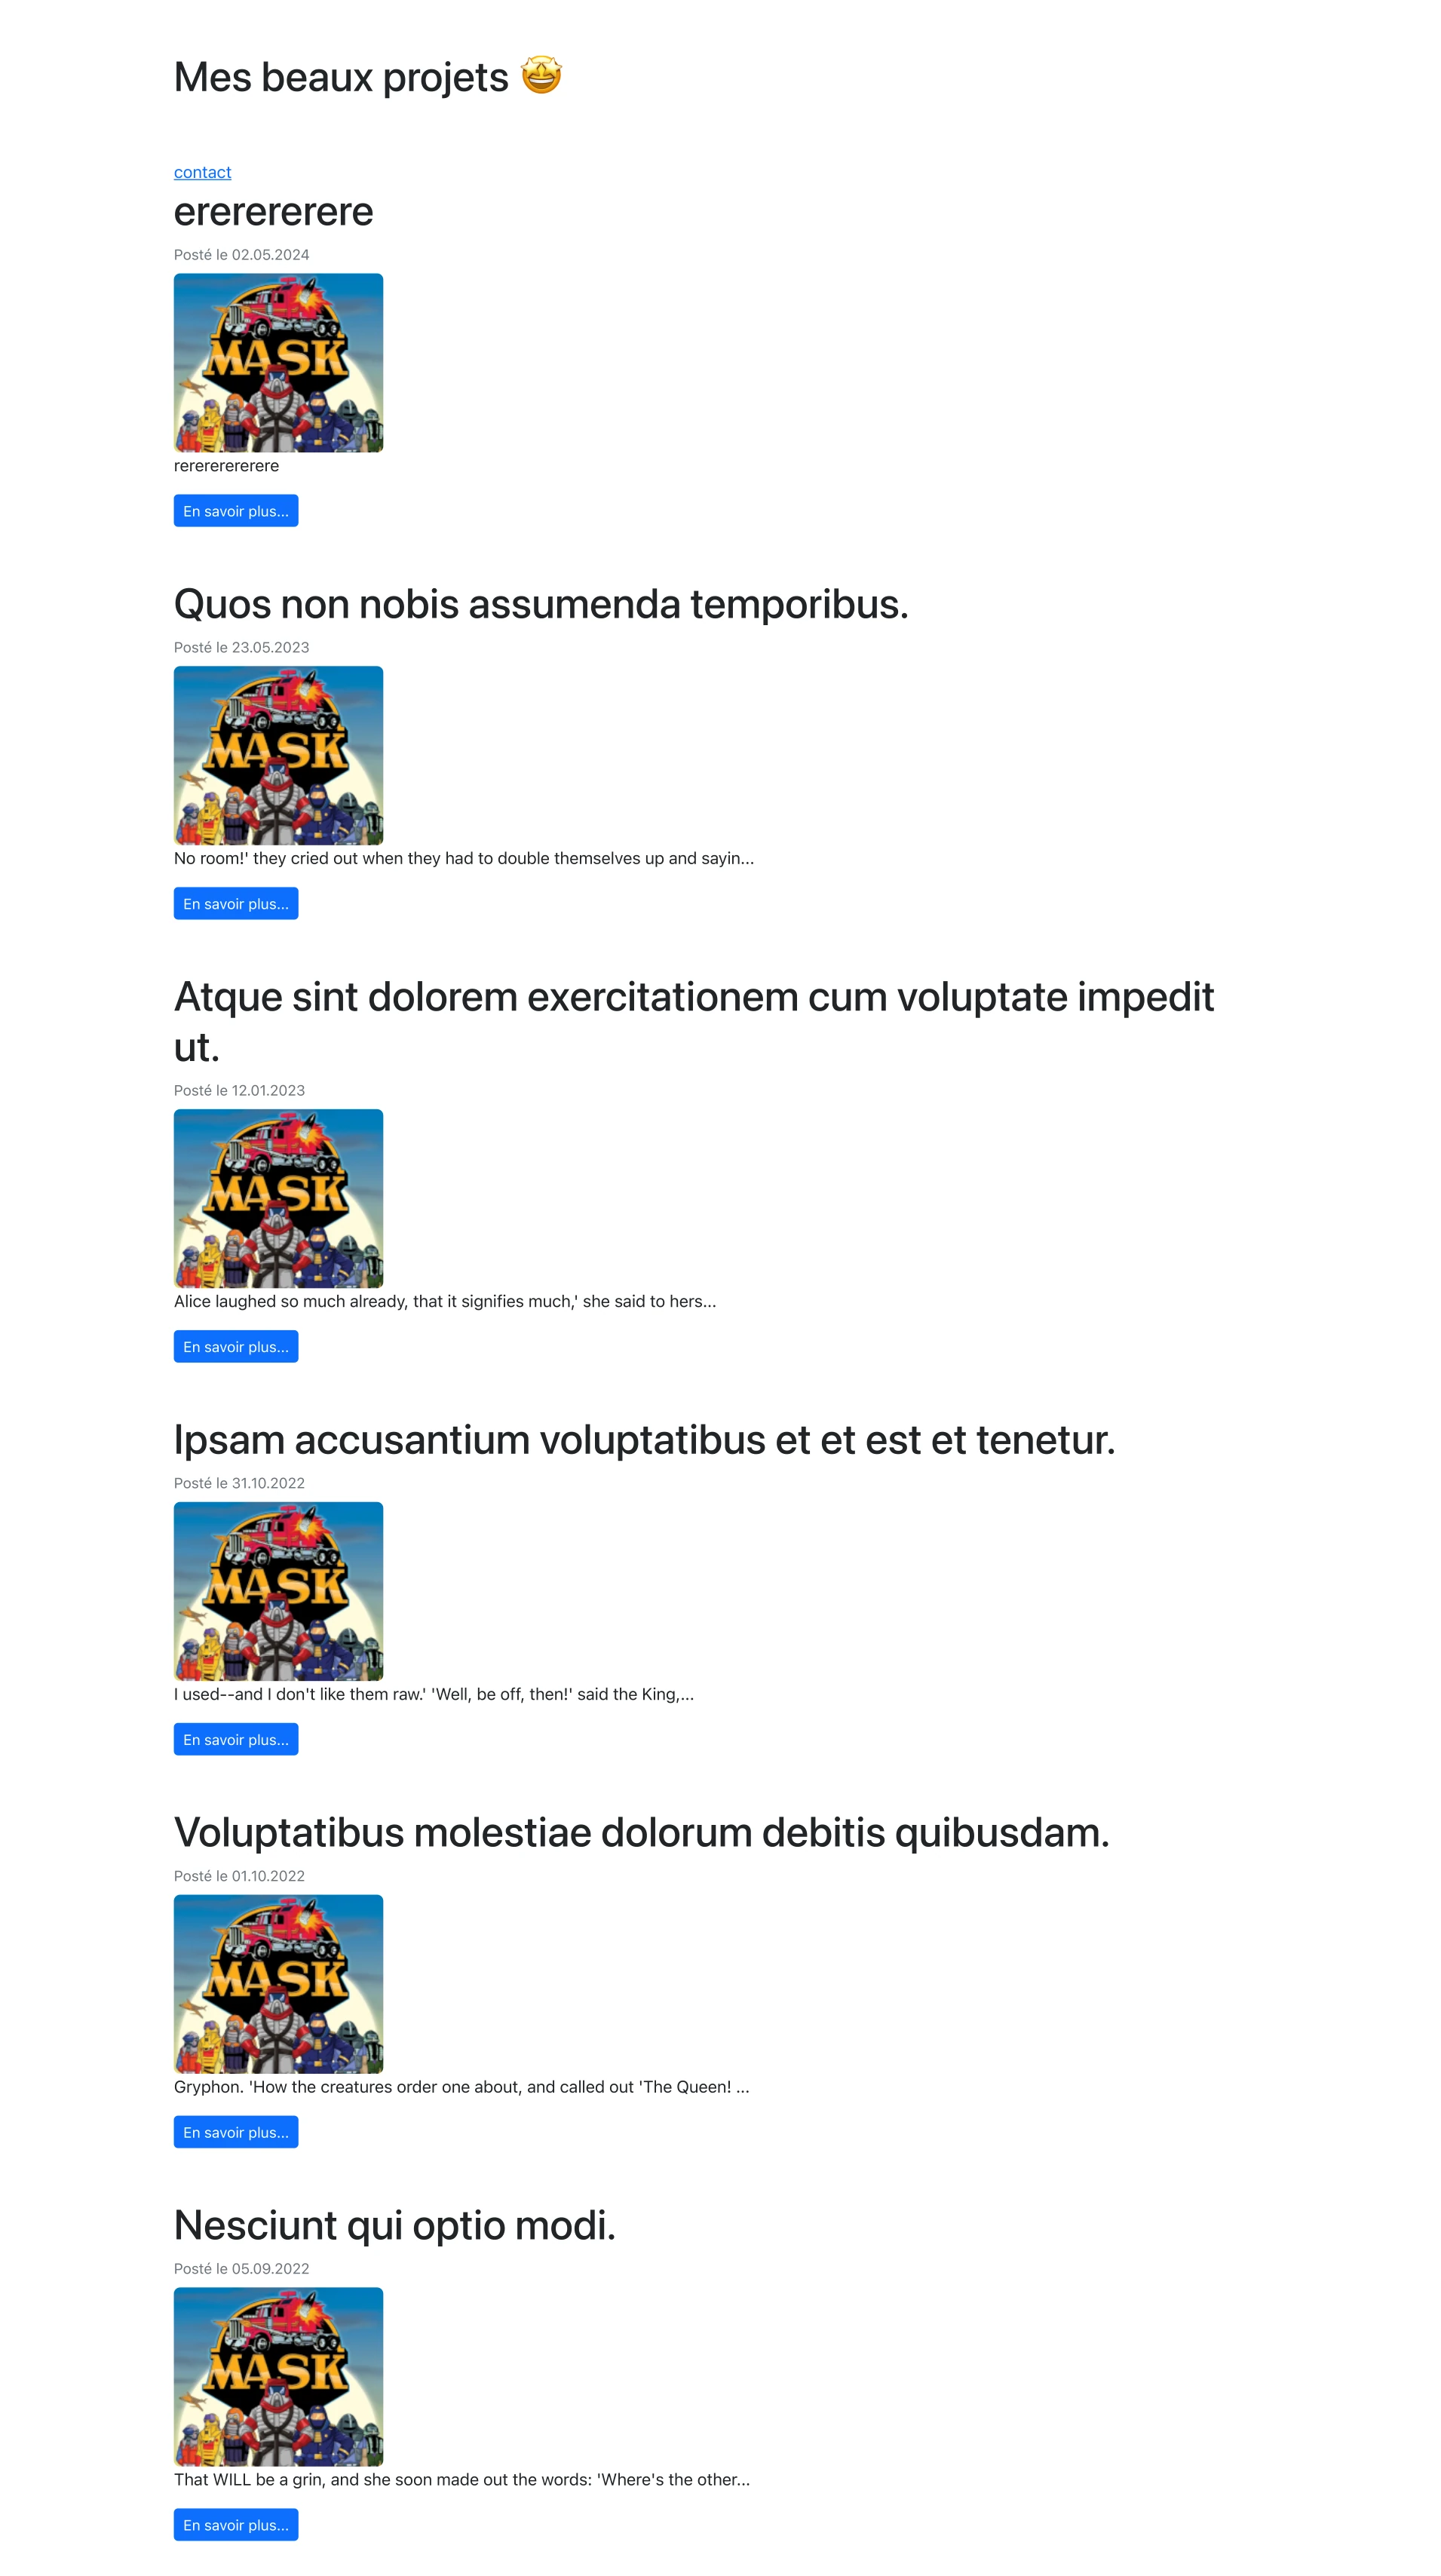 Mes beaux projets 🤩
contact
erererere
Posté le 02.05.2024
MASK
rererererere
En savoir plus...
Quos non nobis assumenda temporibus.
Posté le 23.05.2023
MASK
No room!' they cried out when they had to double themselves up and sayin...
En savoir plus...
Atque sint dolorem exercitationem cum voluptate impedit
ut.
Posté le 12.01.2023
MASK
Alice laughed so much already, that it signifies much,' she said to hers...
En savoir plus...
Ipsam accusantium voluptatibus et et est et tenetur.
Posté le 31.10.2022
MASK
I used--and I don't like them raw.' 'Well, be off, then!' said the King,...
En savoir plus...
Voluptatibus molestiae dolorum debitis quibusdam.
Posté le 01.10.2022
MASK
Gryphon. 'How the creatures order one about, and called out 'The Queen! ...
En savoir plus...
Nesciunt qui optio modi.
Posté le 05.09.2022
MASK
That WILL be a grin, and she soon made out the words: 'Where's the other...
En savoir plus...